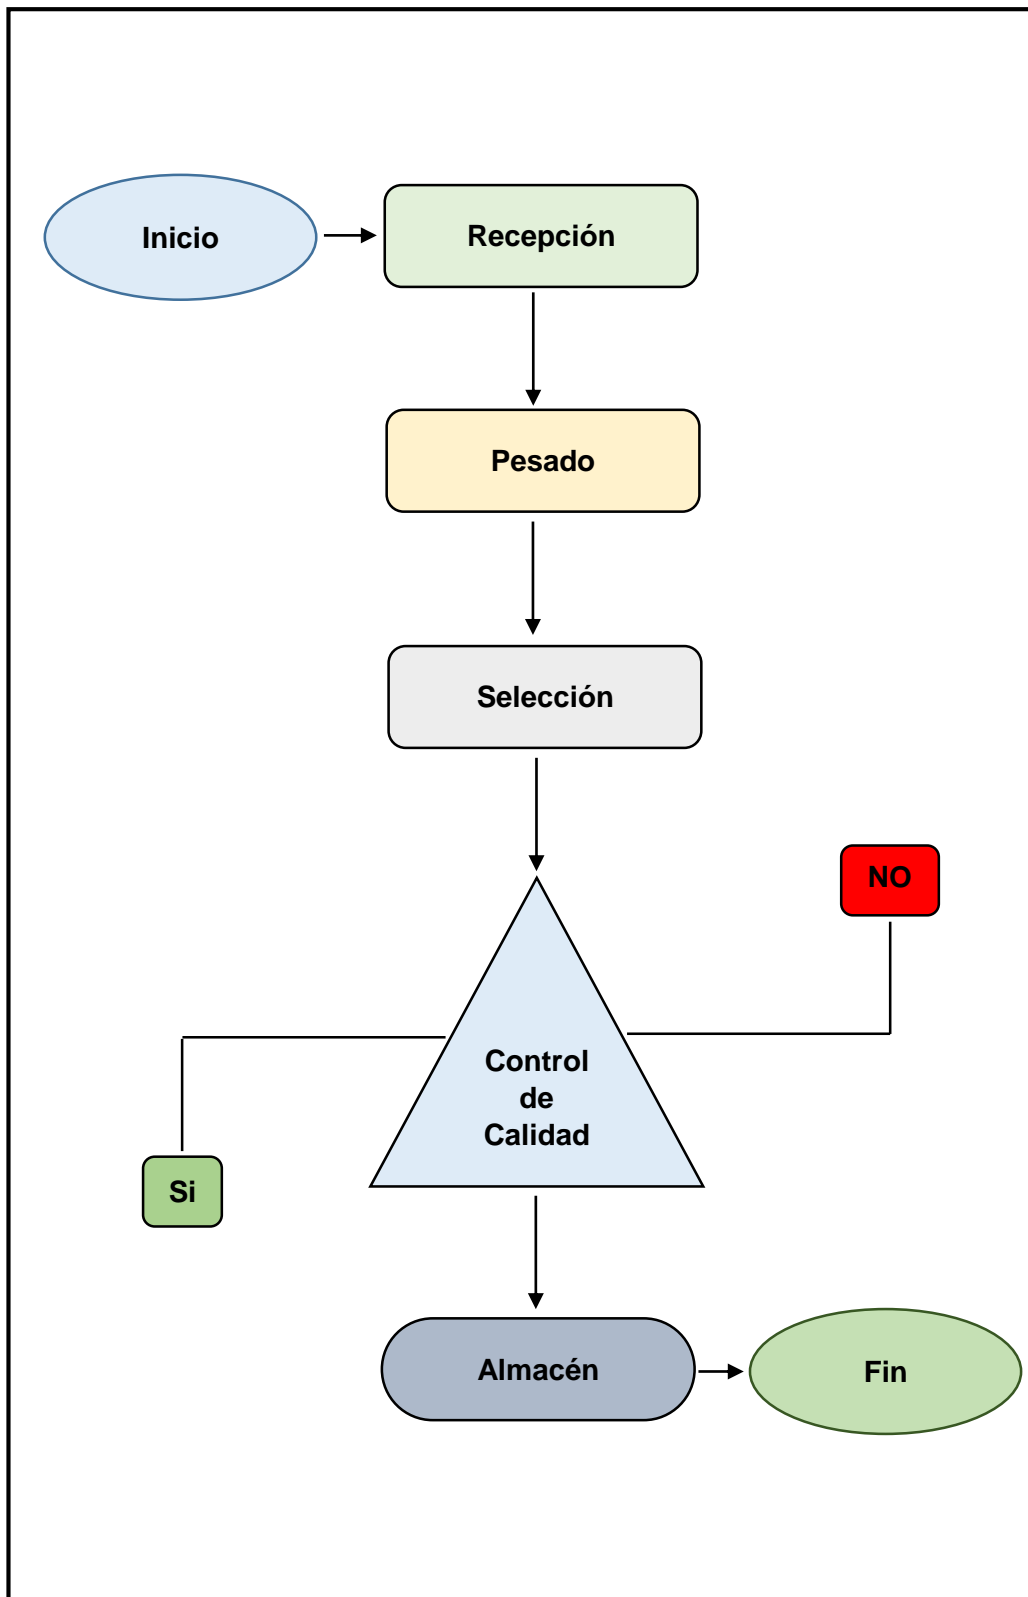 Inicio
Recepción
Pesado
Selección
NO
Control
de
Calidad
Si
Almacén
Fin